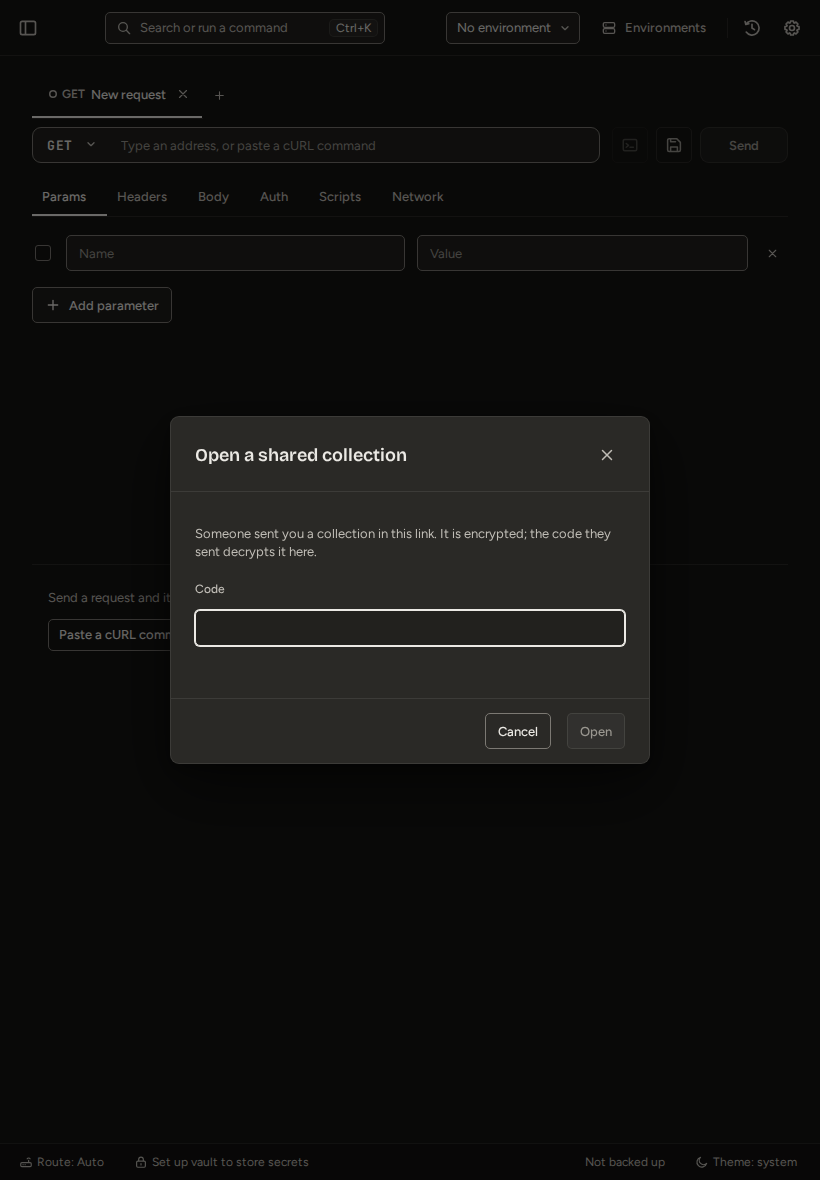 Search or run a command Ctrl+K No environment Environments
GET New request
GET Type an address, or paste a cURL command Send
Params Headers Body Auth Scripts Network
Name Value
Add parameter
Open a shared collection
Someone sent you a collection in this link. It is encrypted; the code they
sent decrypts it here.
Code
Send a request and it
Paste a cURL comm
Cancel Open
Route: Auto Set up vault to store secrets Not backed up Theme: system